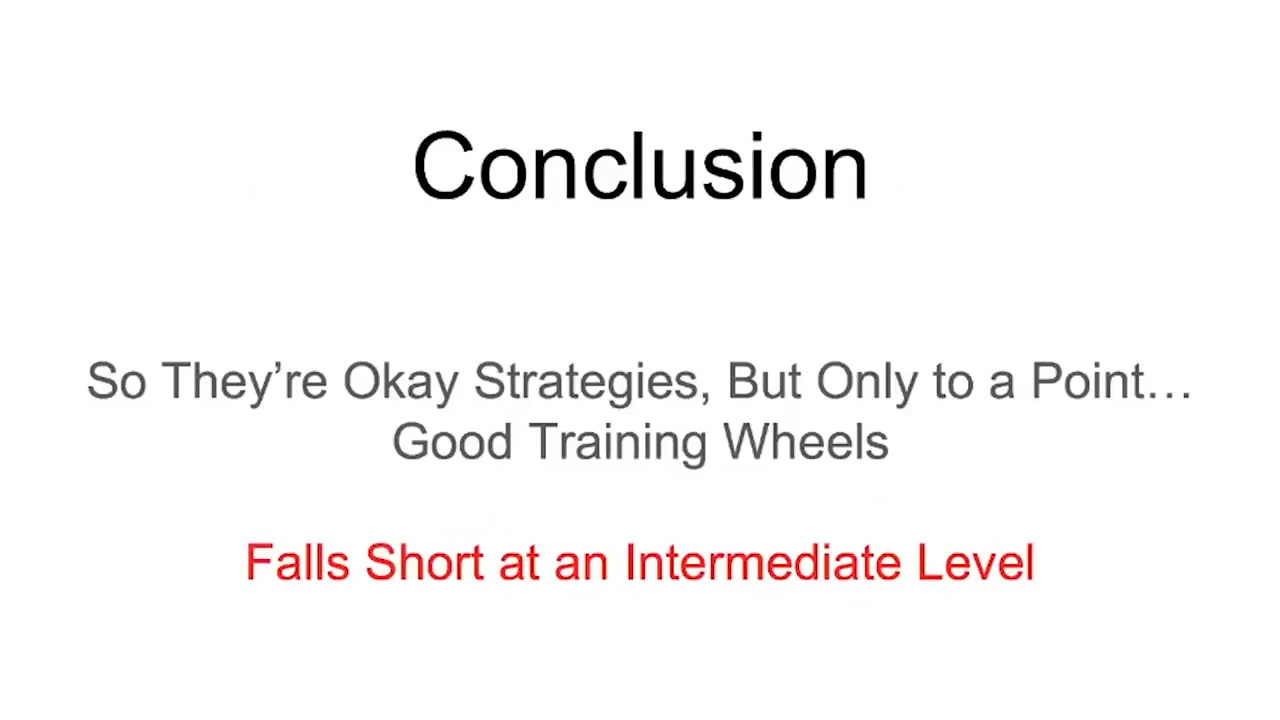 Conclusion
So They’re Okay Strategies, But Only to a Point…
Good Training Wheels
Falls Short at an Intermediate Level